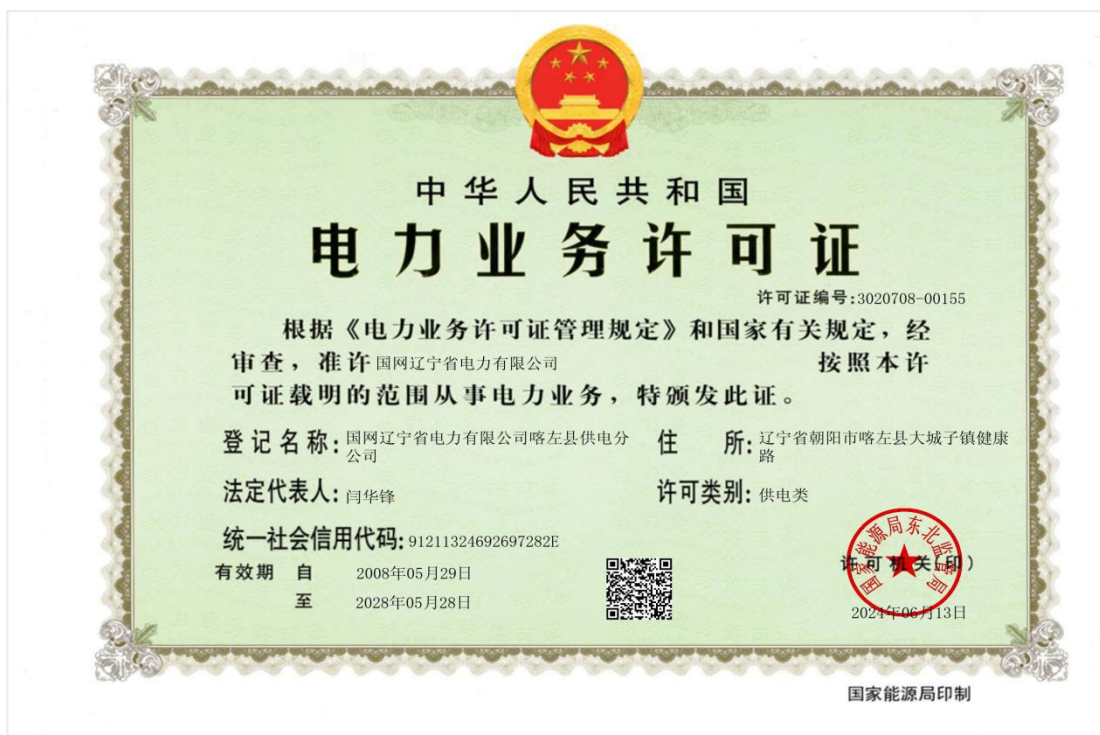 中华人民共和国
电力业务许可证
许可证编号:3020708-00155
根据《电力业务许可证管理规定》和国家有关规定，经
审查，准许国网辽宁省电力有限公司 按照本许
可证载明的范围从事电力业务，特颁发此证。
登记名称:国网辽宁省电力有限公司喀左县供电分
公司
住 所:辽宁省朝阳市喀左县大城子镇健康
路
法定代表人:闫华锋
许可类别:供电类
统一社会信用代码:91211324692697282E
国家能源局东北监管局
许可机关(印)
有效期 自 2008年05月29日
至 2028年05月28日
2024年06月13日
国家能源局印制